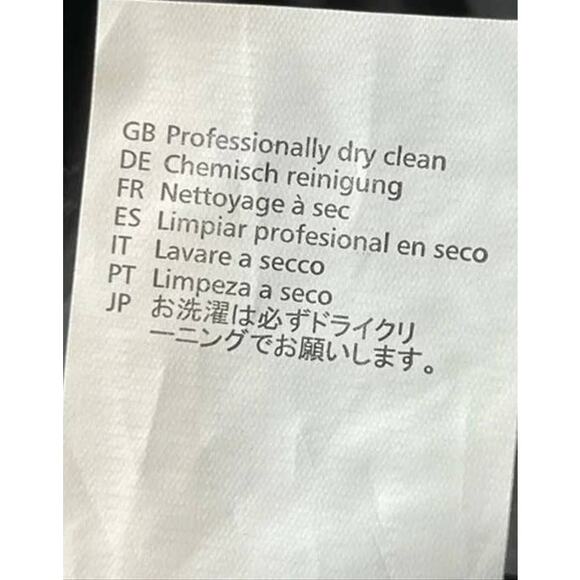 GB Professionally dry clean
DE Chemisch reinigung
FR Nettoyage à sec
ES Limpiar profesional en seco
IT Lavare a secco
PT Limpeza a seco
JP お洗濯は必ずドライクリ
ーニングでお願いします。